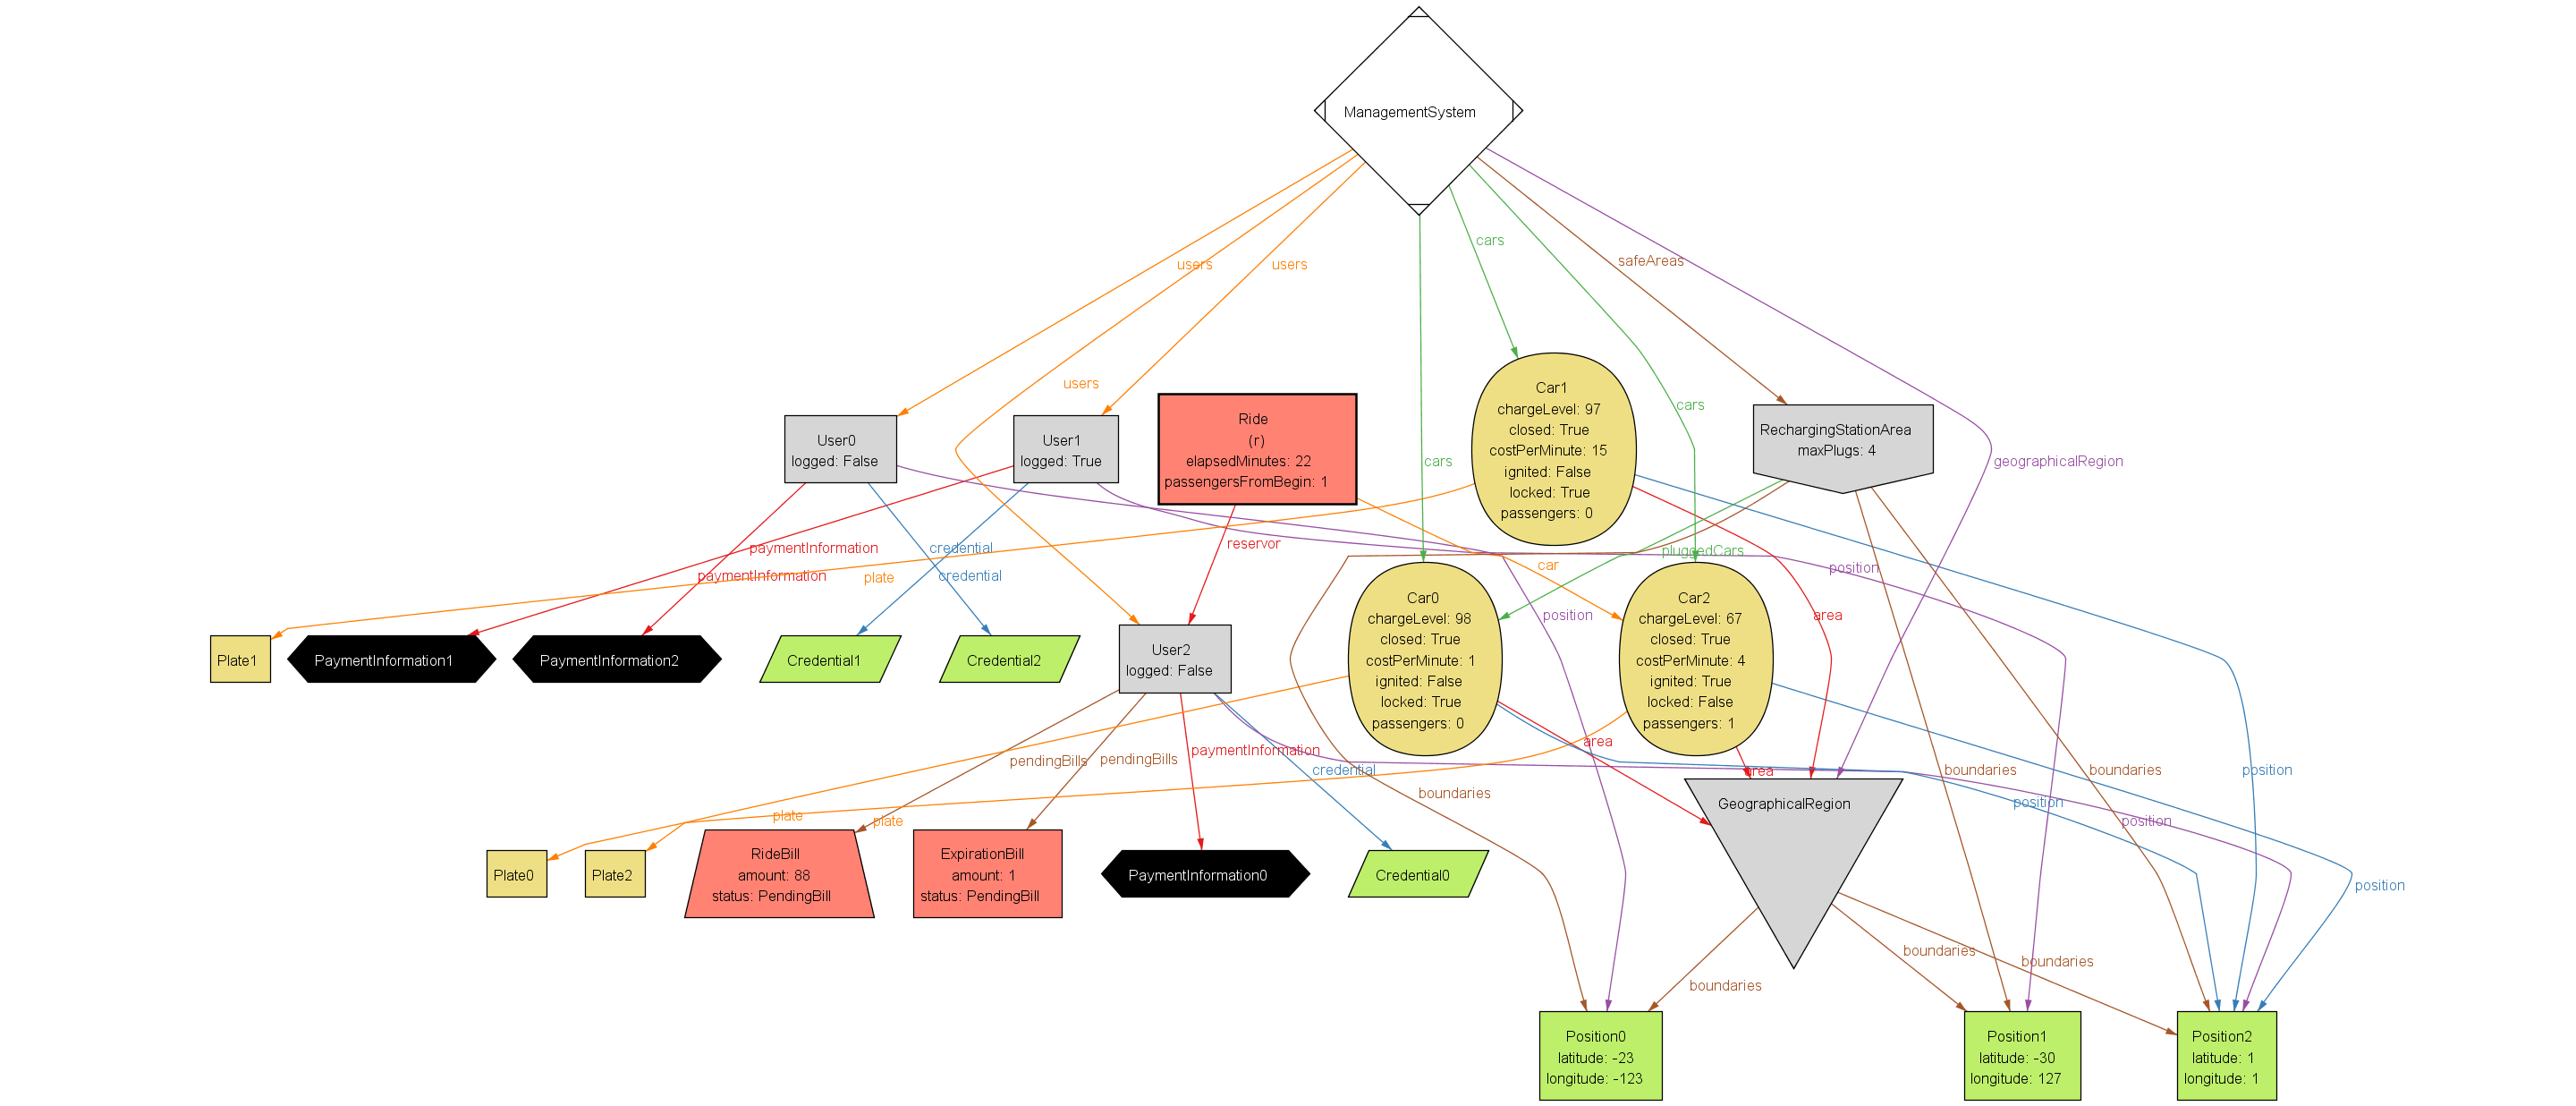 ManagementSystem
users
users
users
cars
cars
cars
safeAreas
geographicalRegion
User0
logged: False
User1
logged: True
Ride
(r)
elapsedMinutes: 22
passengersFromBegin: 1
Car1
chargeLevel: 97
closed: True
costPerMinute: 15
ignited: False
locked: True
passengers: 0
RechargingStationArea
maxPlugs: 4
paymentInformation
paymentInformation
credential
credential
plate
reservor
car
pluggedCars
position
position
area
Plate1
PaymentInformation1
PaymentInformation2
Credential1
Credential2
User2
logged: False
Car0
chargeLevel: 98
closed: True
costPerMinute: 1
ignited: False
locked: True
passengers: 0
Car2
chargeLevel: 67
closed: True
costPerMinute: 4
ignited: True
locked: False
passengers: 1
pendingBills
pendingBills
paymentInformation
credential
plate
plate
boundaries
area
area
boundaries
boundaries
position
position
position
position
Plate0
Plate2
RideBill
amount: 88
status: PendingBill
ExpirationBill
amount: 1
status: PendingBill
PaymentInformation0
Credential0
GeographicalRegion
boundaries
boundaries
boundaries
Position0
latitude: -23
longitude: -123
Position1
latitude: -30
longitude: 127
Position2
latitude: 1
longitude: 1